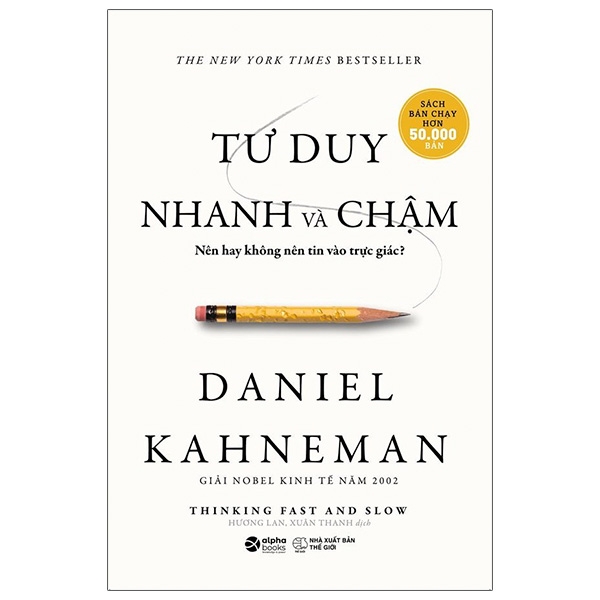 THE NEW YORK TIMES BESTSELLER
SÁCH
BÁN CHẠY
HƠN
50.000
BẢN
TƯ DUY
NHANH VÀ CHẬM
Nên hay không nên tin vào trực giác?
DANIEL
KAHNEMAN
GIẢI NOBEL KINH TẾ NĂM 2002
THINKING FAST AND SLOW
HƯƠNG LAN, XUÂN THANH dịch
alpha
books
NHÀ XUẤT BẢN
THẾ GIỚI